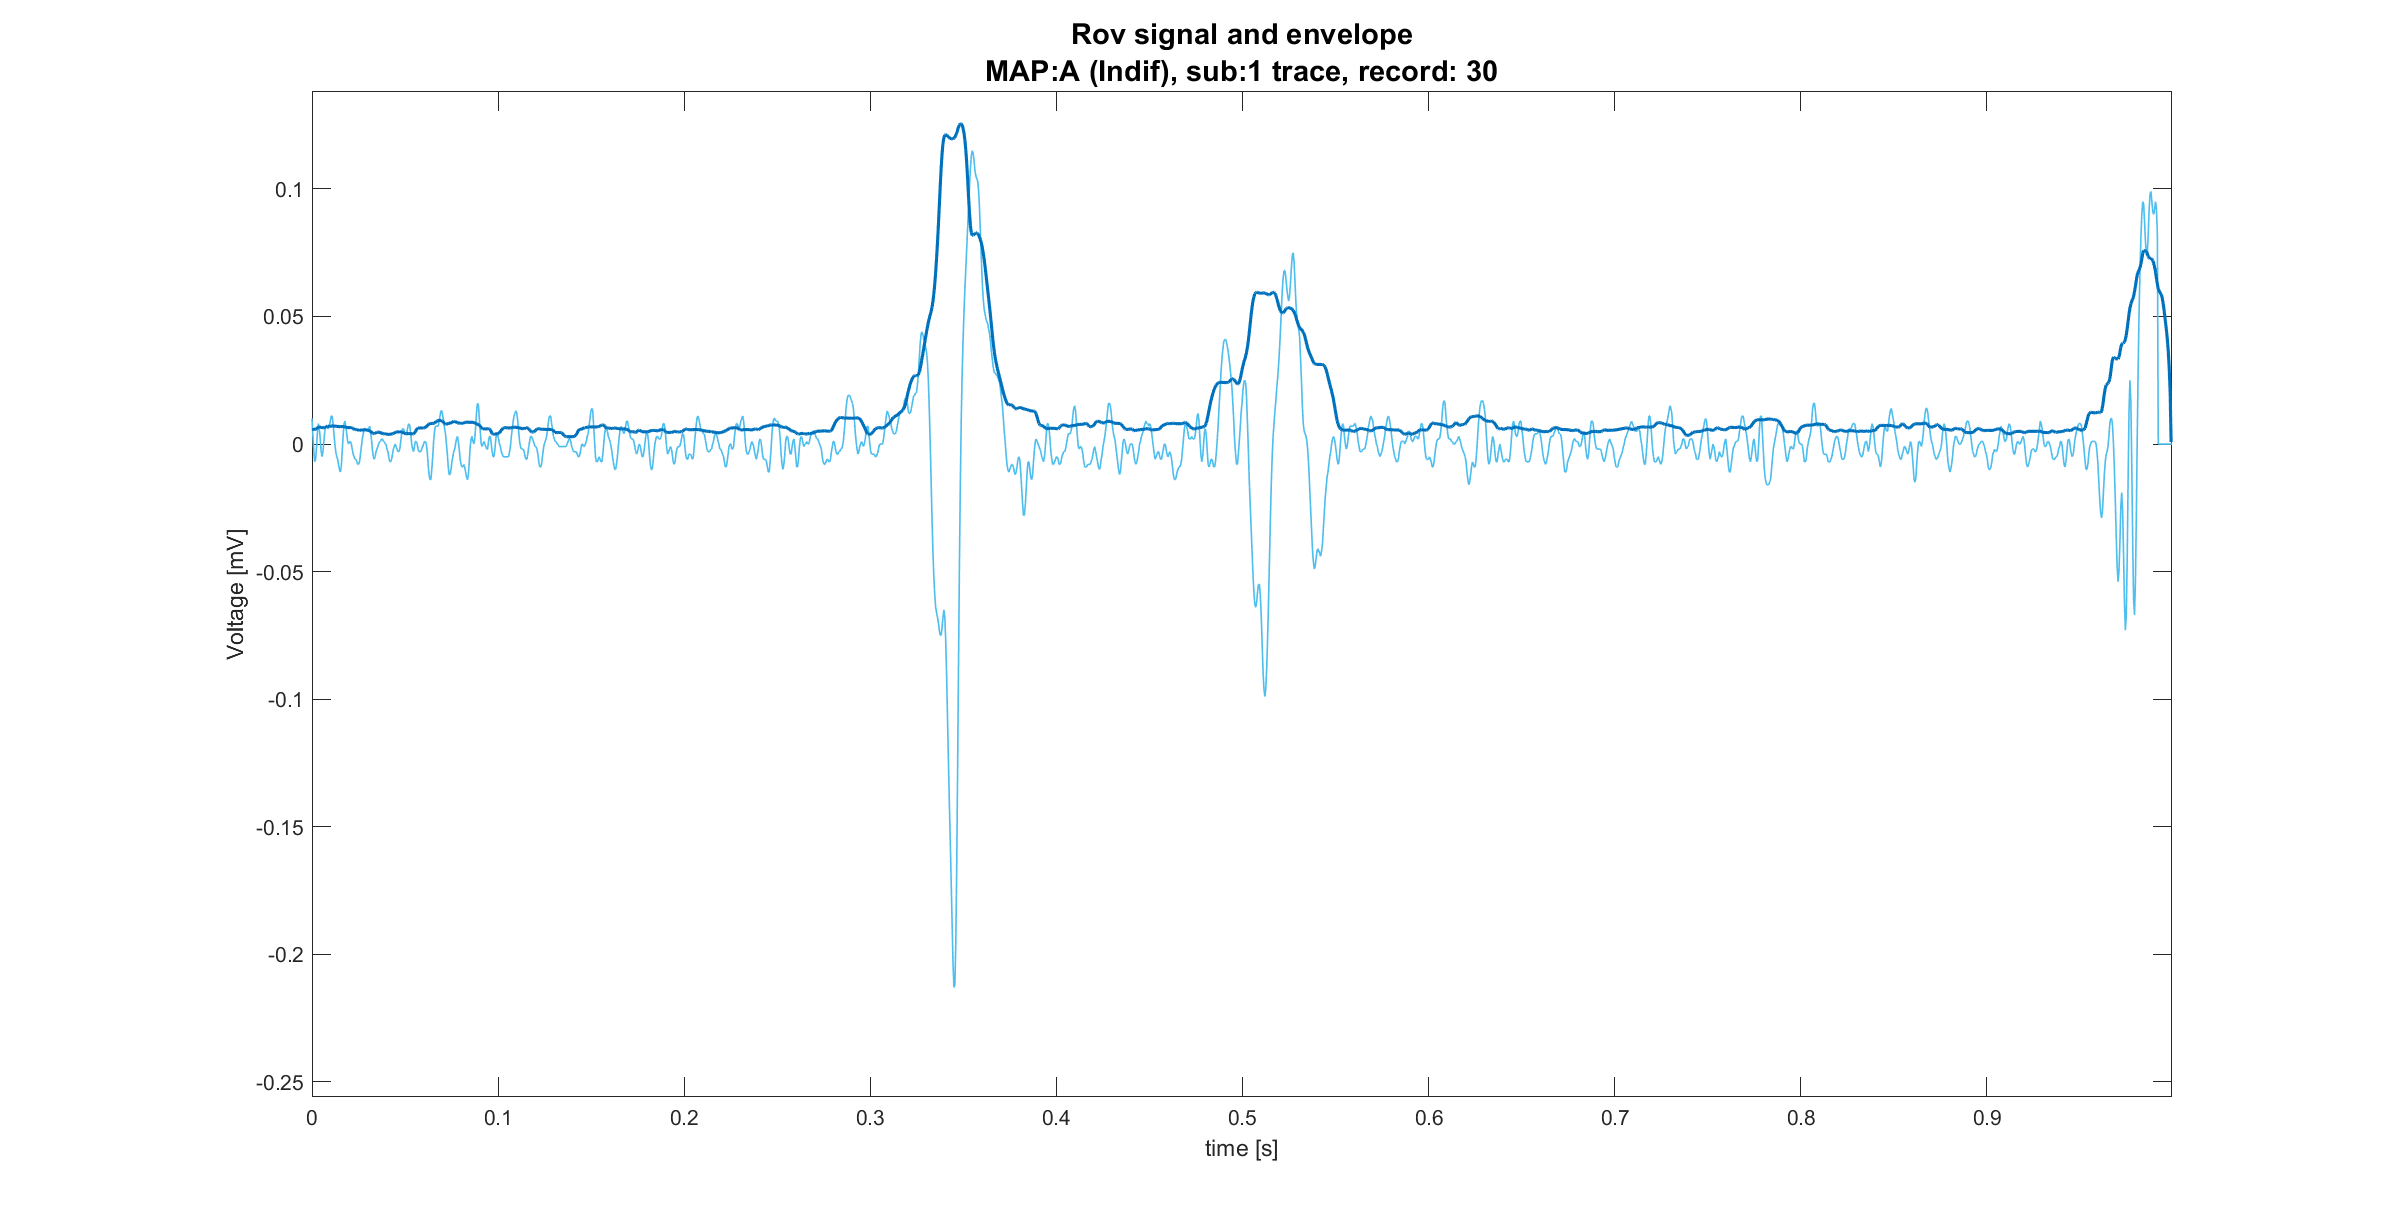 Rov signal and envelope
MAP:A (Indif), sub:1 trace, record: 30
0.1
0.05
0
-0.05
-0.1
-0.15
-0.2
-0.25
Voltage [mV]
0 0.1 0.2 0.3 0.4 0.5 0.6 0.7 0.8 0.9
time [s]